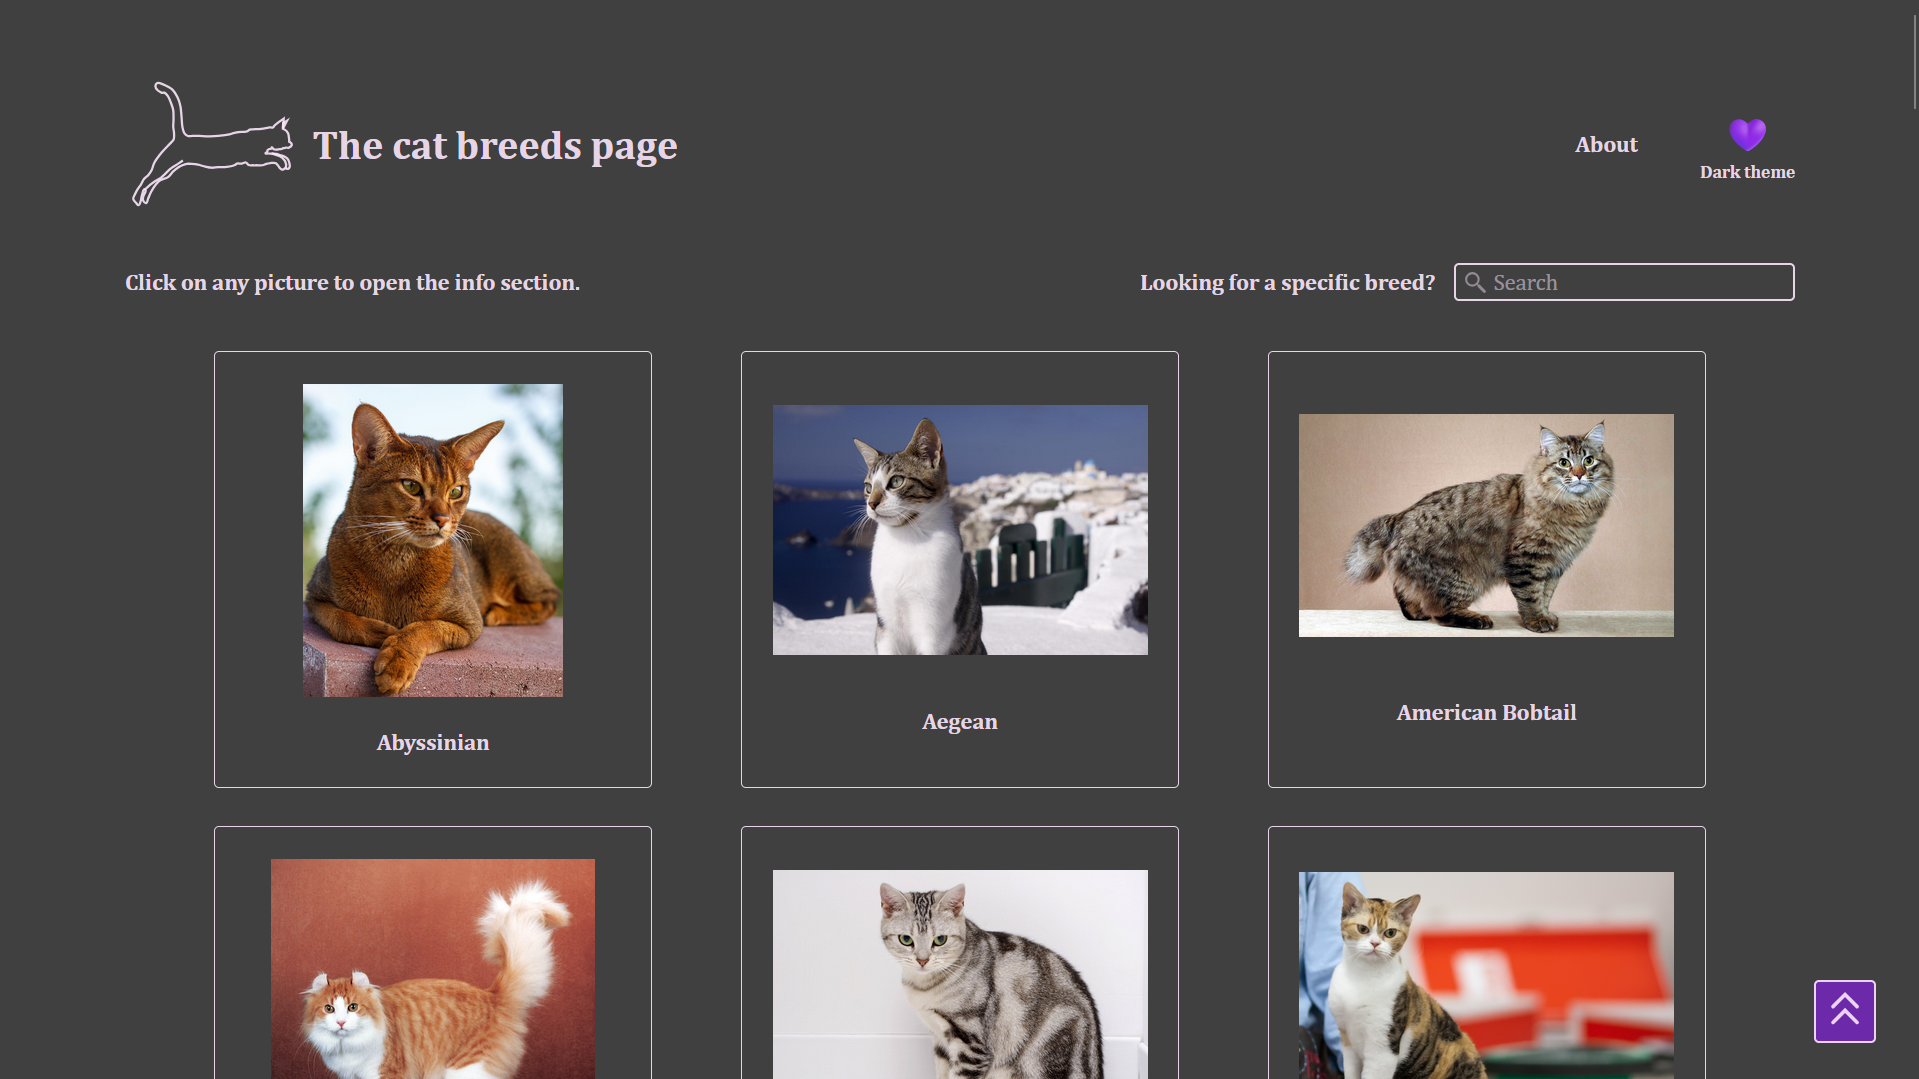 The cat breeds page
About
Dark theme
Click on any picture to open the info section.
Looking for a specific breed?
Search
Abyssinian
Aegean
American Bobtail